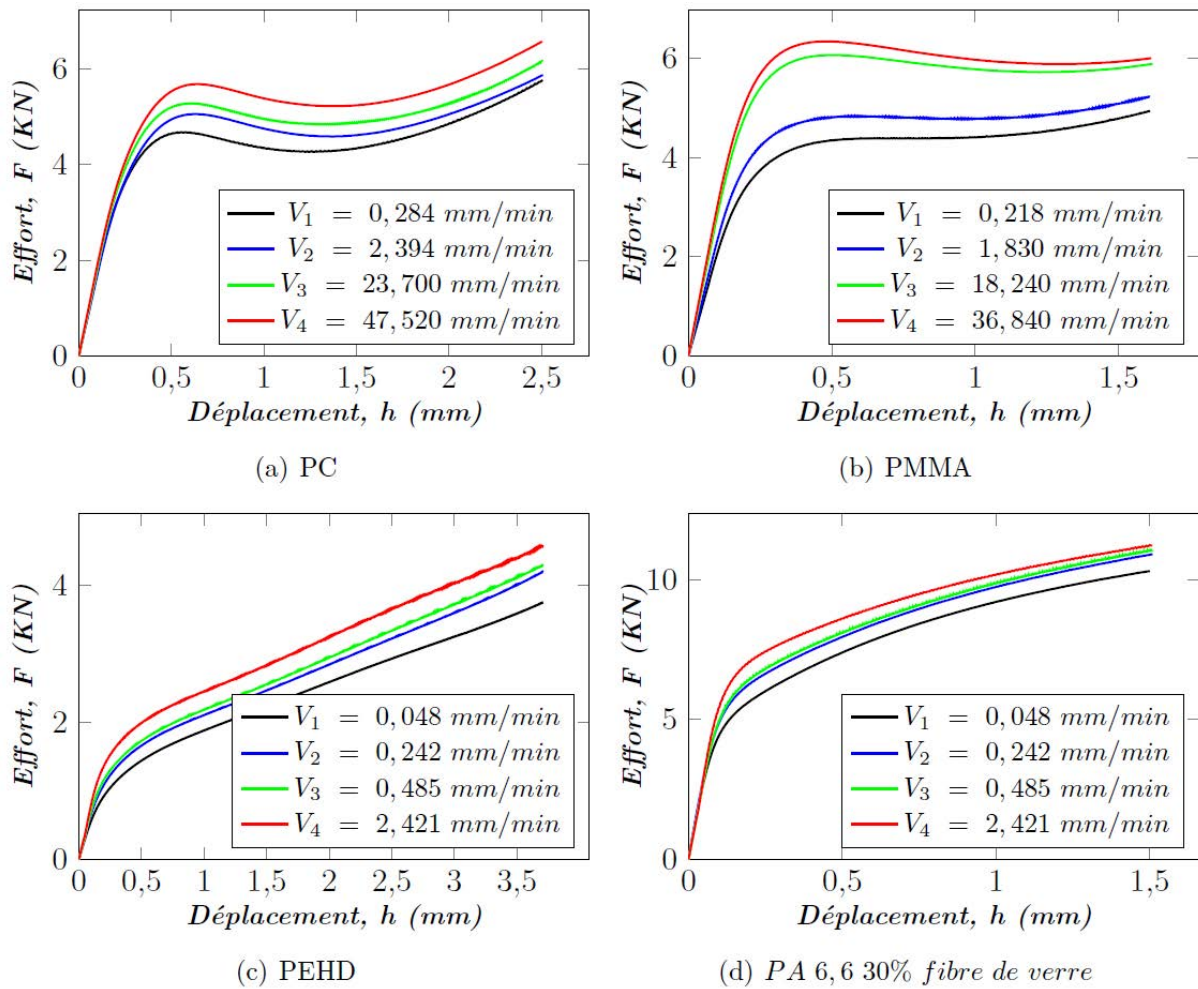 6
4
2
0
0
0,5
1
1,5
2
2,5
Effort, F (KN)
Déplacement, h (mm)
V1 = 0,284 mm/min
V2 = 2,394 mm/min
V3 = 23,700 mm/min
V4 = 47,520 mm/min
(a) PC
6
4
2
0
0
0,5
1
1,5
Effort, F (KN)
Déplacement, h (mm)
V1 = 0,218 mm/min
V2 = 1,830 mm/min
V3 = 18,240 mm/min
V4 = 36,840 mm/min
(b) PMMA
4
2
0
0
0,5
1
1,5
2
2,5
3
3,5
Effort, F (KN)
Déplacement, h (mm)
V1 = 0,048 mm/min
V2 = 0,242 mm/min
V3 = 0,485 mm/min
V4 = 2,421 mm/min
(c) PEHD
10
5
0
0
0,5
1
1,5
Effort, F (KN)
Déplacement, h (mm)
V1 = 0,048 mm/min
V2 = 0,242 mm/min
V3 = 0,485 mm/min
V4 = 2,421 mm/min
(d) PA 6,6 30% fibre de verre